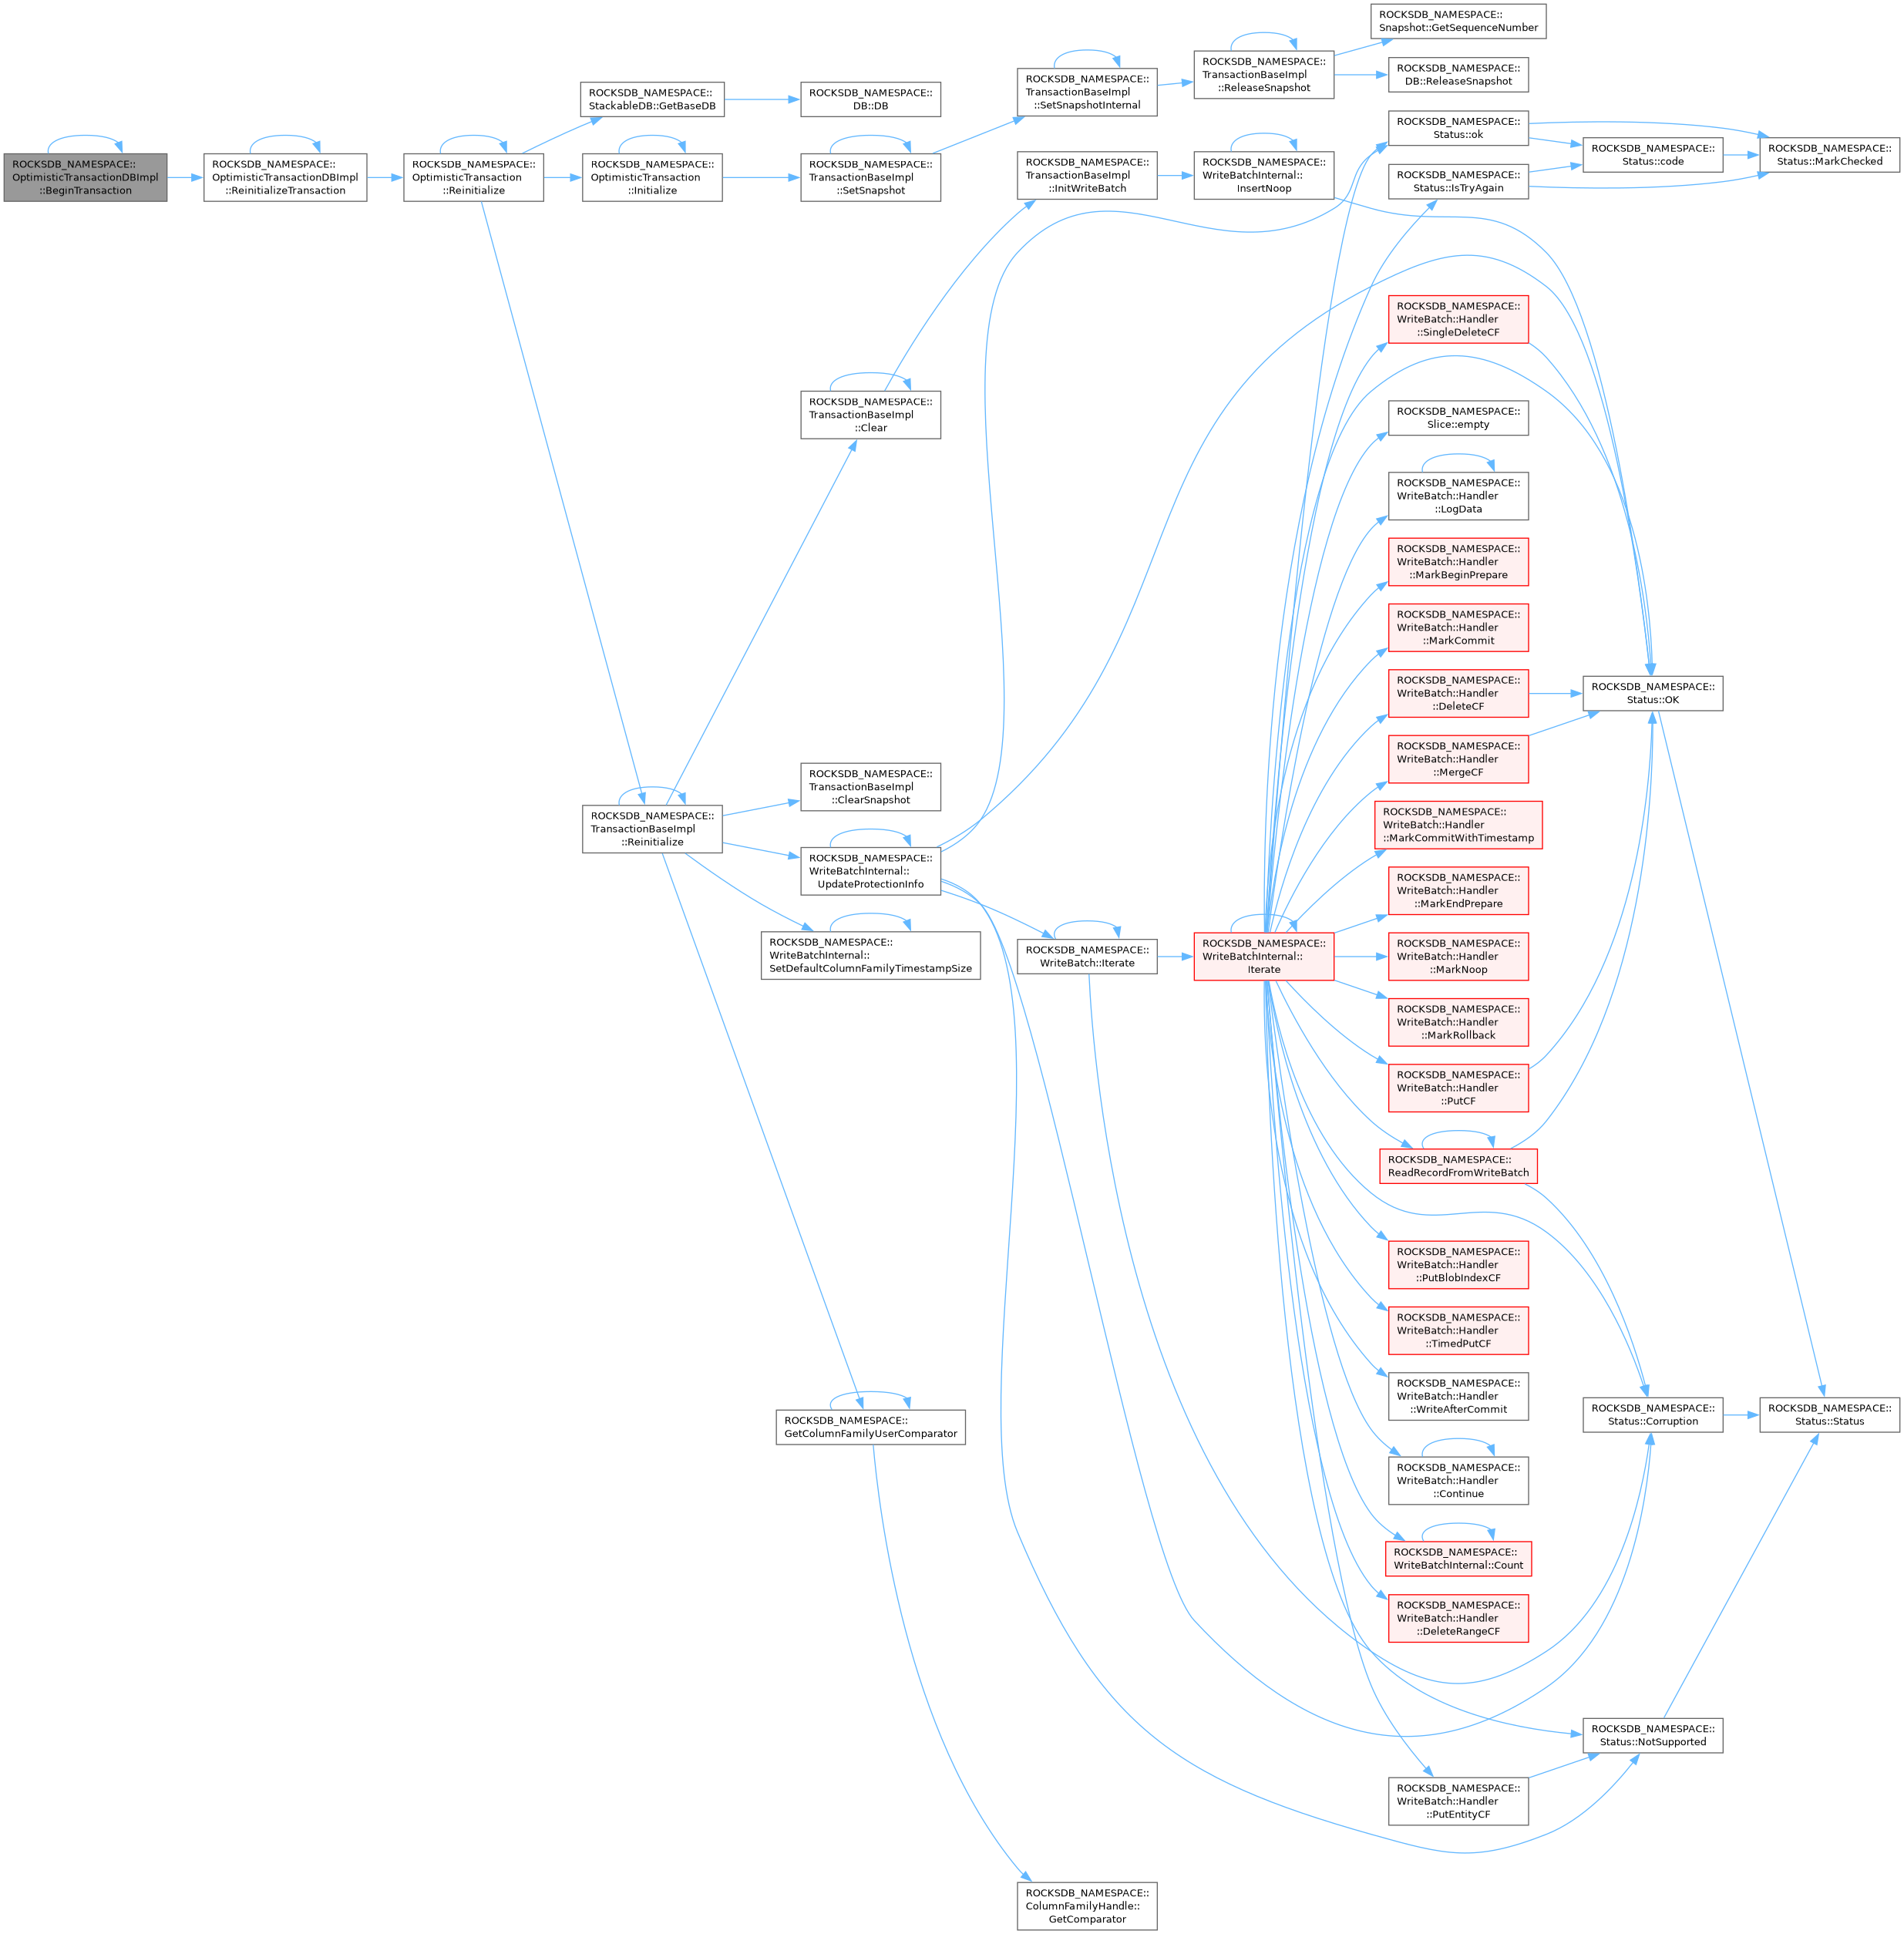 ROCKSDB_NAMESPACE::
OptimisticTransactionDBImpl
::BeginTransaction
ROCKSDB_NAMESPACE::
OptimisticTransactionDBImpl
::ReinitializeTransaction
ROCKSDB_NAMESPACE::
OptimisticTransaction
::Reinitialize
ROCKSDB_NAMESPACE::
StackableDB::GetBaseDB
ROCKSDB_NAMESPACE::
DB::DB
ROCKSDB_NAMESPACE::
OptimisticTransaction
::Initialize
ROCKSDB_NAMESPACE::
TransactionBaseImpl
::SetSnapshot
ROCKSDB_NAMESPACE::
TransactionBaseImpl
::SetSnapshotInternal
ROCKSDB_NAMESPACE::
TransactionBaseImpl
::ReleaseSnapshot
ROCKSDB_NAMESPACE::
Snapshot::GetSequenceNumber
ROCKSDB_NAMESPACE::
DB::ReleaseSnapshot
ROCKSDB_NAMESPACE::
TransactionBaseImpl
::Reinitialize
ROCKSDB_NAMESPACE::
TransactionBaseImpl
::Clear
ROCKSDB_NAMESPACE::
TransactionBaseImpl
::InitWriteBatch
ROCKSDB_NAMESPACE::
WriteBatchInternal::
InsertNoop
ROCKSDB_NAMESPACE::
Status::ok
ROCKSDB_NAMESPACE::
Status::IsTryAgain
ROCKSDB_NAMESPACE::
Status::code
ROCKSDB_NAMESPACE::
Status::MarkChecked
ROCKSDB_NAMESPACE::
TransactionBaseImpl
::ClearSnapshot
ROCKSDB_NAMESPACE::
WriteBatchInternal::
UpdateProtectionInfo
ROCKSDB_NAMESPACE::
WriteBatchInternal::
SetDefaultColumnFamilyTimestampSize
ROCKSDB_NAMESPACE::
GetColumnFamilyUserComparator
ROCKSDB_NAMESPACE::
ColumnFamilyHandle::
GetComparator
ROCKSDB_NAMESPACE::
WriteBatch::Iterate
ROCKSDB_NAMESPACE::
WriteBatchInternal::
Iterate
ROCKSDB_NAMESPACE::
WriteBatch::Handler
::SingleDeleteCF
ROCKSDB_NAMESPACE::
Slice::empty
ROCKSDB_NAMESPACE::
WriteBatch::Handler
::LogData
ROCKSDB_NAMESPACE::
WriteBatch::Handler
::MarkBeginPrepare
ROCKSDB_NAMESPACE::
WriteBatch::Handler
::MarkCommit
ROCKSDB_NAMESPACE::
WriteBatch::Handler
::DeleteCF
ROCKSDB_NAMESPACE::
WriteBatch::Handler
::MergeCF
ROCKSDB_NAMESPACE::
WriteBatch::Handler
::MarkCommitWithTimestamp
ROCKSDB_NAMESPACE::
WriteBatch::Handler
::MarkEndPrepare
ROCKSDB_NAMESPACE::
WriteBatch::Handler
::MarkNoop
ROCKSDB_NAMESPACE::
WriteBatch::Handler
::MarkRollback
ROCKSDB_NAMESPACE::
WriteBatch::Handler
::PutCF
ROCKSDB_NAMESPACE::
ReadRecordFromWriteBatch
ROCKSDB_NAMESPACE::
WriteBatch::Handler
::PutBlobIndexCF
ROCKSDB_NAMESPACE::
WriteBatch::Handler
::TimedPutCF
ROCKSDB_NAMESPACE::
WriteBatch::Handler
::WriteAfterCommit
ROCKSDB_NAMESPACE::
WriteBatch::Handler
::Continue
ROCKSDB_NAMESPACE::
WriteBatchInternal::Count
ROCKSDB_NAMESPACE::
WriteBatch::Handler
::DeleteRangeCF
ROCKSDB_NAMESPACE::
WriteBatch::Handler
::PutEntityCF
ROCKSDB_NAMESPACE::
Status::OK
ROCKSDB_NAMESPACE::
Status::Corruption
ROCKSDB_NAMESPACE::
Status::NotSupported
ROCKSDB_NAMESPACE::
Status::Status